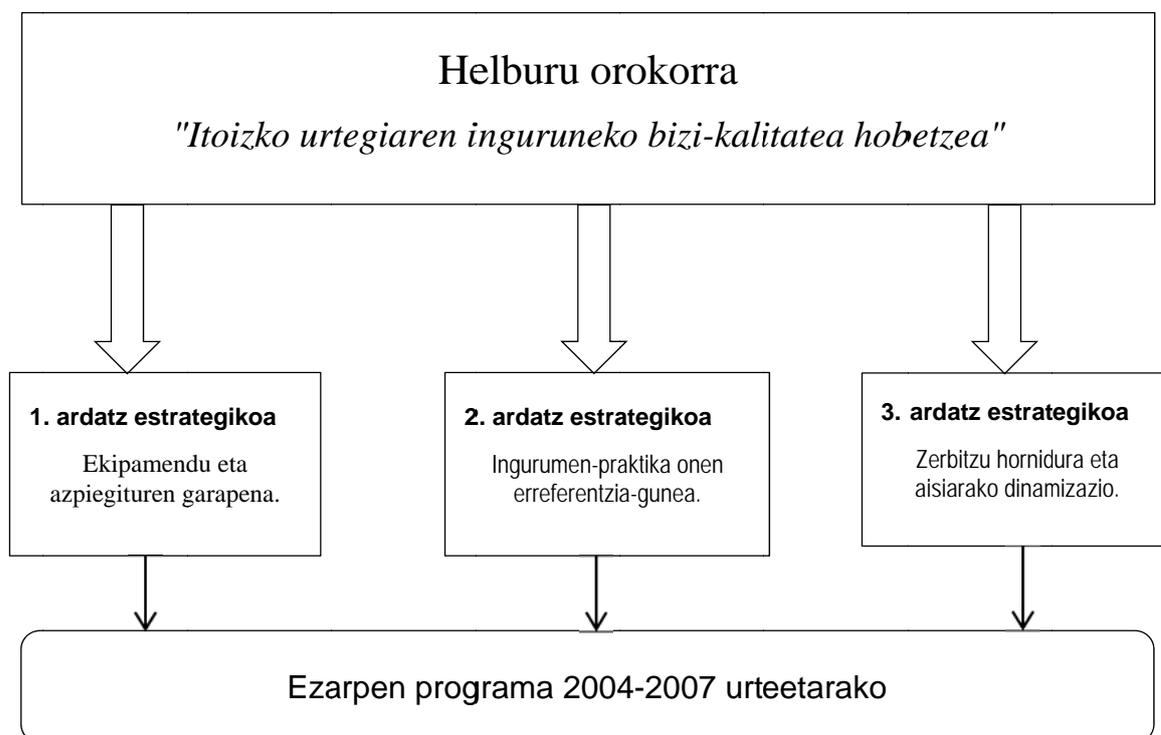 Helburu orokorra
"Itoizko urtegiaren inguruneko bizi-kalitatea hobetzea"
1. ardatz estrategikoa
Ekipamendu eta
azpiegituren garapena.
2. ardatz estrategikoa
Ingurumen-praktika onen
erreferentzia-gunea.
3. ardatz estrategikoa
Zerbitzu hornidura eta
aisiarako dinamizazio.
Ezarpen programa 2004-2007 urteetarako